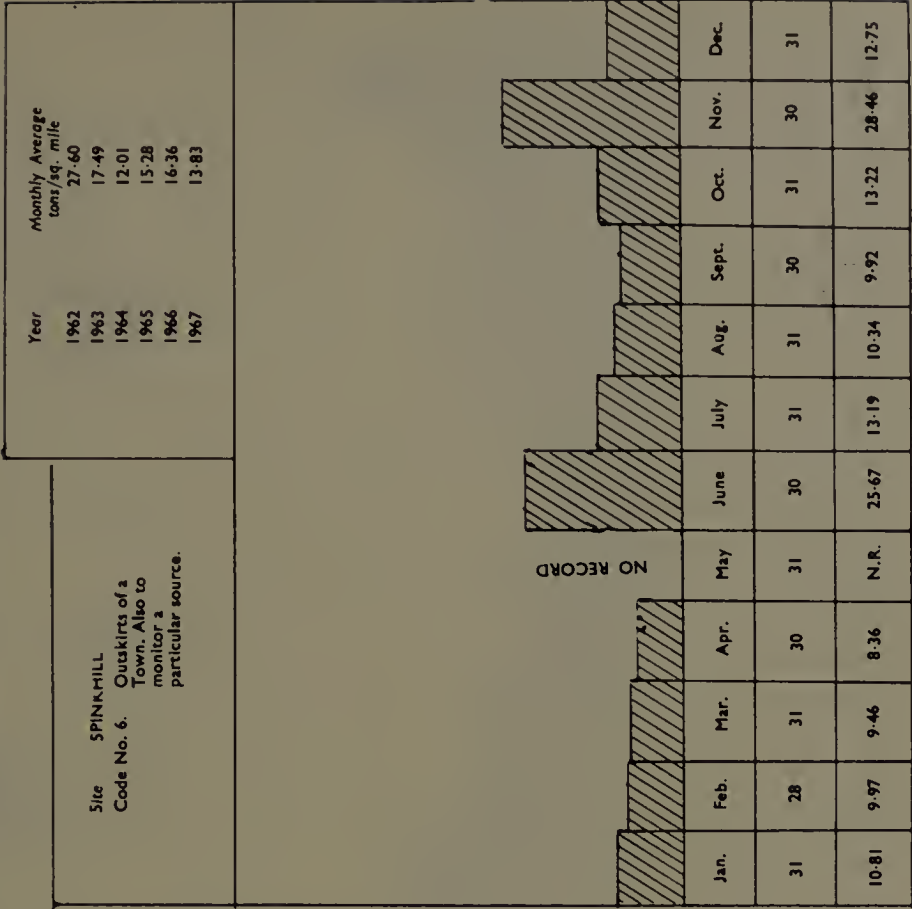 Site SPINKHILL
Code No. 6. Outskirts of a
Town. Also to
monitor a
particular source.
Year Monthly Average
tons/sq. mile
1962 27·60
1963 17·49
1964 12·01
1965 15·28
1966 16·36
1967 13·83
NO RECORD
Jan. Feb. Mar. Apr. May June July Aug. Sept. Oct. Nov. Dec.
31 28 31 30 31 30 31 31 30 31 30 31
10·81 9·97 9·46 8·36 N.R. 25·67 13·19 10·34 9·92 13·22 28·46 12·75